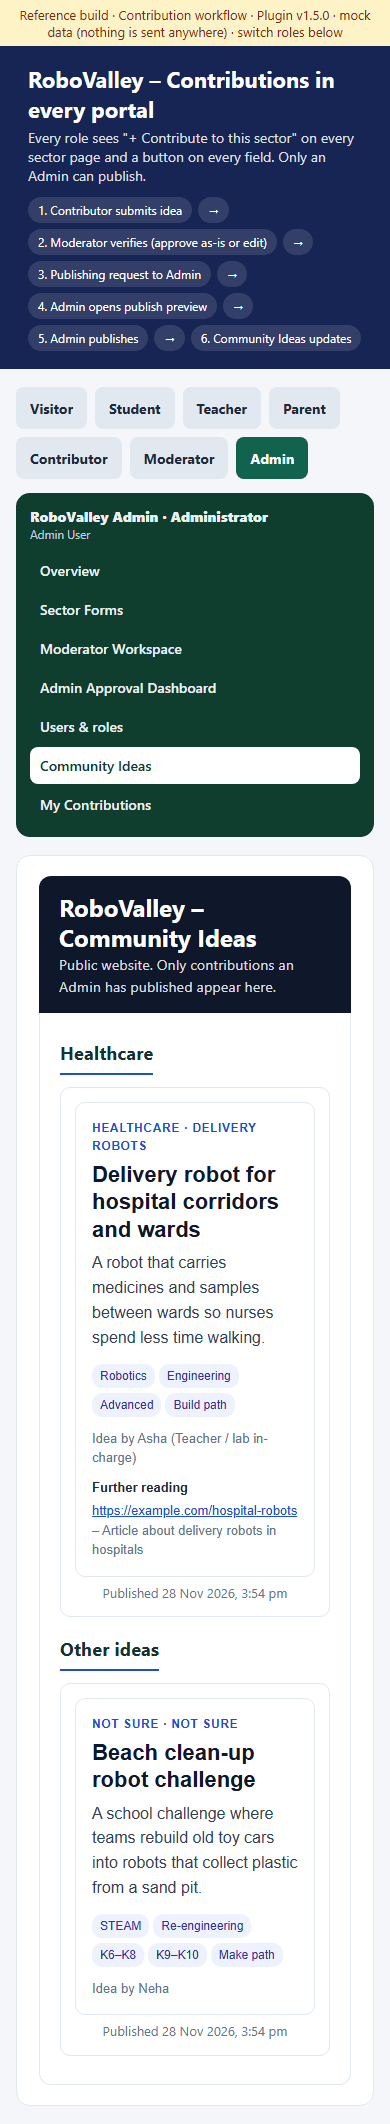 Reference build · Contribution workflow · Plugin v1.5.0 · mock
data (nothing is sent anywhere) · switch roles below
RoboValley – Contributions in
every portal
Every role sees "+ Contribute to this sector" on every
sector page and a button on every field. Only an
Admin can publish.
1. Contributor submits idea →
2. Moderator verifies (approve as-is or edit) →
3. Publishing request to Admin →
4. Admin opens publish preview →
5. Admin publishes → 6. Community Ideas updates
Visitor Student Teacher Parent
Contributor Moderator Admin
RoboValley Admin · Administrator
Admin User
Overview
Sector Forms
Moderator Workspace
Admin Approval Dashboard
Users & roles
Community Ideas
My Contributions
RoboValley –
Community Ideas
Public website. Only contributions an
Admin has published appear here.
Healthcare
HEALTHCARE · DELIVERY
ROBOTS
Delivery robot for
hospital corridors
and wards
A robot that carries
medicines and samples
between wards so nurses
spend less time walking.
Robotics Engineering
Advanced Build path
Idea by Asha (Teacher / lab in-
charge)
Further reading
https://example.com/hospital-robots
– Article about delivery robots in
hospitals
Published 28 Nov 2026, 3:54 pm
Other ideas
NOT SURE · NOT SURE
Beach clean-up
robot challenge
A school challenge where
teams rebuild old toy cars
into robots that collect plastic
from a sand pit.
STEAM Re-engineering
K6–K8 K9–K10 Make path
Idea by Neha
Published 28 Nov 2026, 3:54 pm